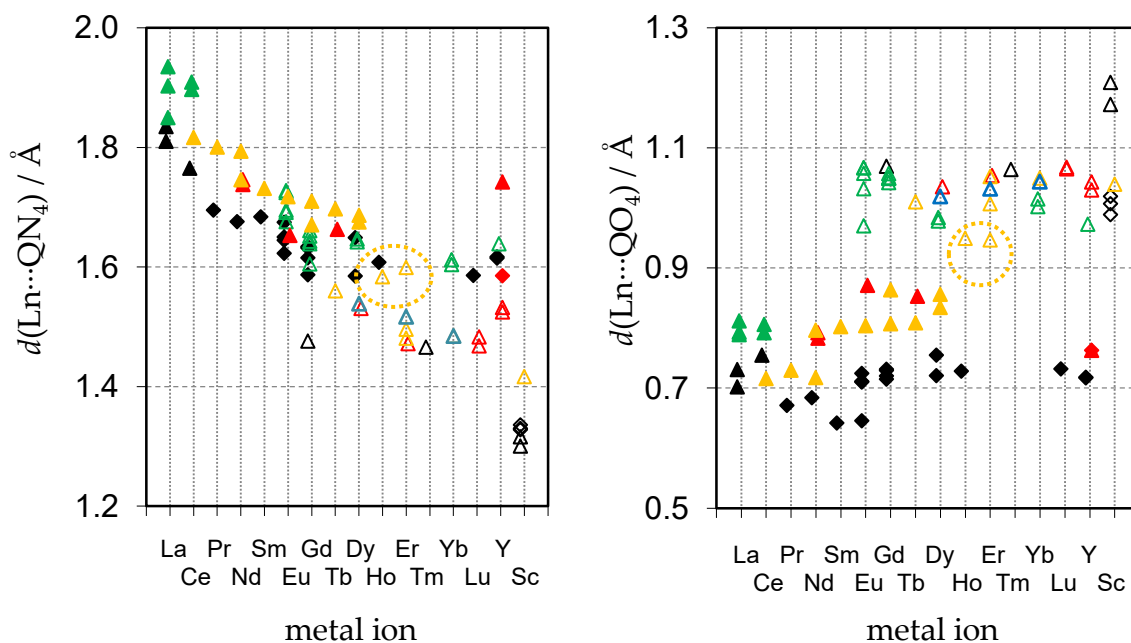 d(Ln··QN4) / Å
2.0
1.8
1.6
1.4
1.2
La Pr Sm Gd Dy Er Yb Y
Ce Nd Eu Tb Ho Tm Lu Sc
metal ion
d(Ln··QO4) / Å
1.3
1.1
0.9
0.7
0.5
La Pr Sm Gd Dy Er Yb Y
Ce Nd Eu Tb Ho Tm Lu Sc
metal ion